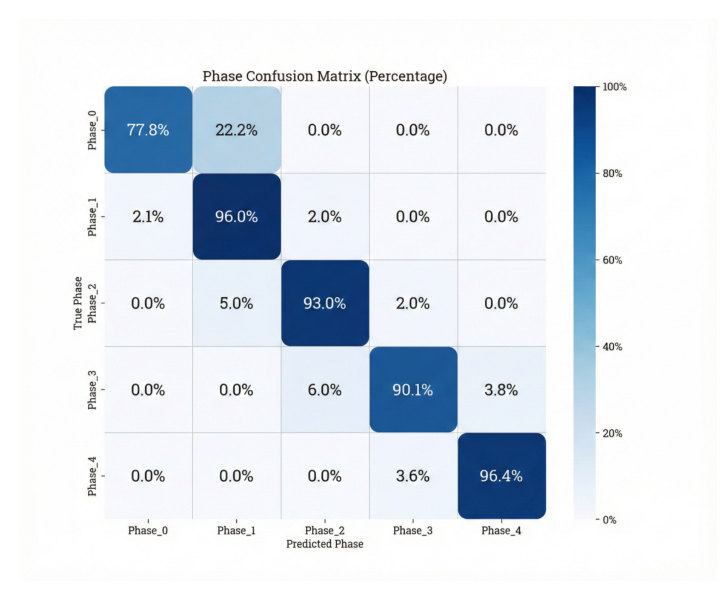 Phase Confusion Matrix (Percentage)
Phase_0 77.8% 22.2% 0.0% 0.0% 0.0%
Phase_1 2.1% 96.0% 2.0% 0.0% 0.0%
True Phase
Phase_2 0.0% 5.0% 93.0% 2.0% 0.0%
Phase_3 0.0% 0.0% 6.0% 90.1% 3.8%
Phase_4 0.0% 0.0% 0.0% 3.6% 96.4%
Phase_0 Phase_1 Phase_2 Phase_3 Phase_4
Predicted Phase
100%
80%
60%
40%
20%
0%